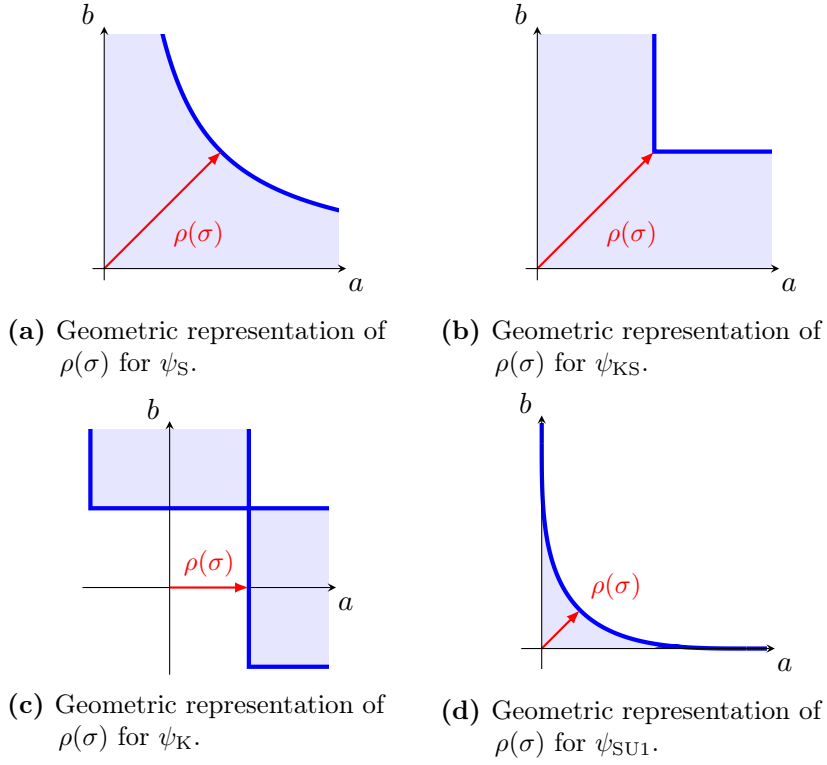 b
ρ(σ)
a
b
ρ(σ)
a
(a) Geometric representation of
ρ(σ) for ψ_S.
(b) Geometric representation of
ρ(σ) for ψ_KS.
b
ρ(σ)
a
b
ρ(σ)
a
(c) Geometric representation of
ρ(σ) for ψ_K.
(d) Geometric representation of
ρ(σ) for ψ_SU1.